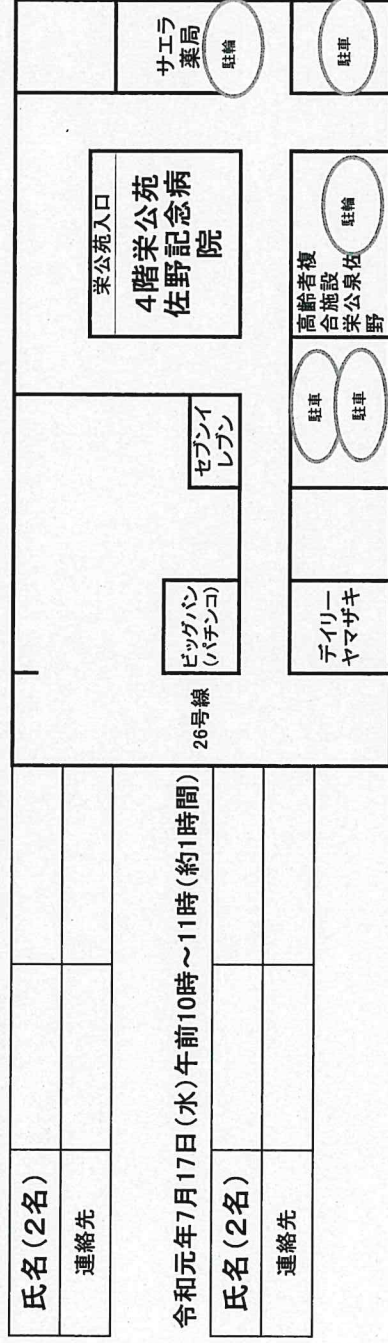 氏名(2名)
連絡先
令和元年7月17日(水)午前10時～11時(約1時間)
氏名(2名)
連絡先
26号線
ビッグバン
(パチンコ)
セブンイ
レブン
栄公苑入口
4階栄公苑
佐野記念病
院
サエラ
薬局
駐輪
デイリー
ヤマザキ
駐車
駐車
高齢者複
合施設
栄公泉佐
野
駐輪
駐車